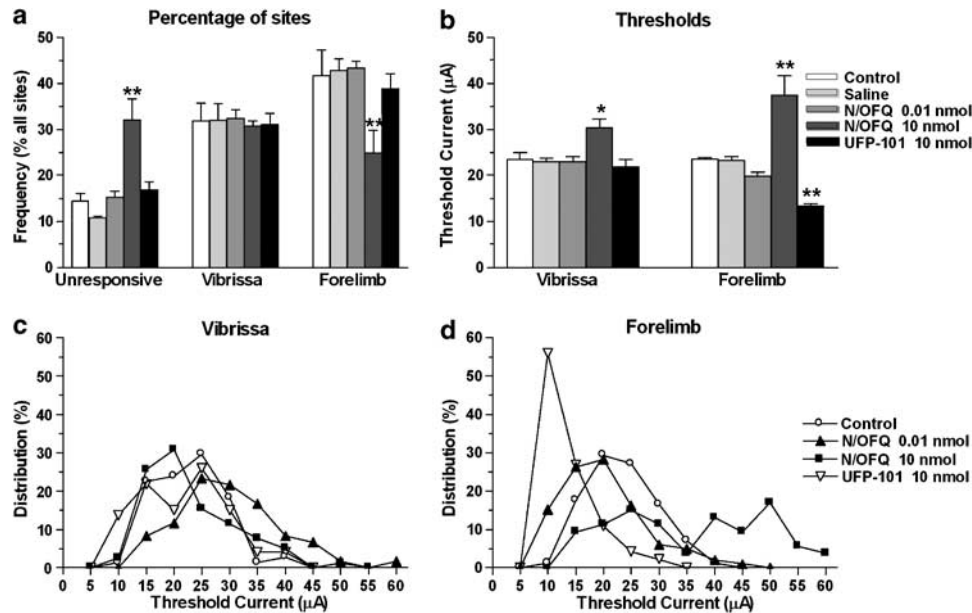 a
Percentage of sites
Frequency (% all sites)
50
40
30
20
10
0
**
**
Unresponsive Vibrissa Forelimb
b
Thresholds
Threshold Current (µA)
50
40
30
20
10
0
*
**
**
Vibrissa Forelimb
Control
Saline
N/OFQ 0.01 nmol
N/OFQ 10 nmol
UFP-101 10 nmol
c
Vibrissa
Distribution (%)
60
50
40
30
20
10
0
0 5 10 15 20 25 30 35 40 45 50 55 60
Threshold Current (µA)
d
Forelimb
Distribution (%)
60
50
40
30
20
10
0
0 5 10 15 20 25 30 35 40 45 50 55 60
Threshold Current (µA)
Control
N/OFQ 0.01 nmol
N/OFQ 10 nmol
UFP-101 10 nmol